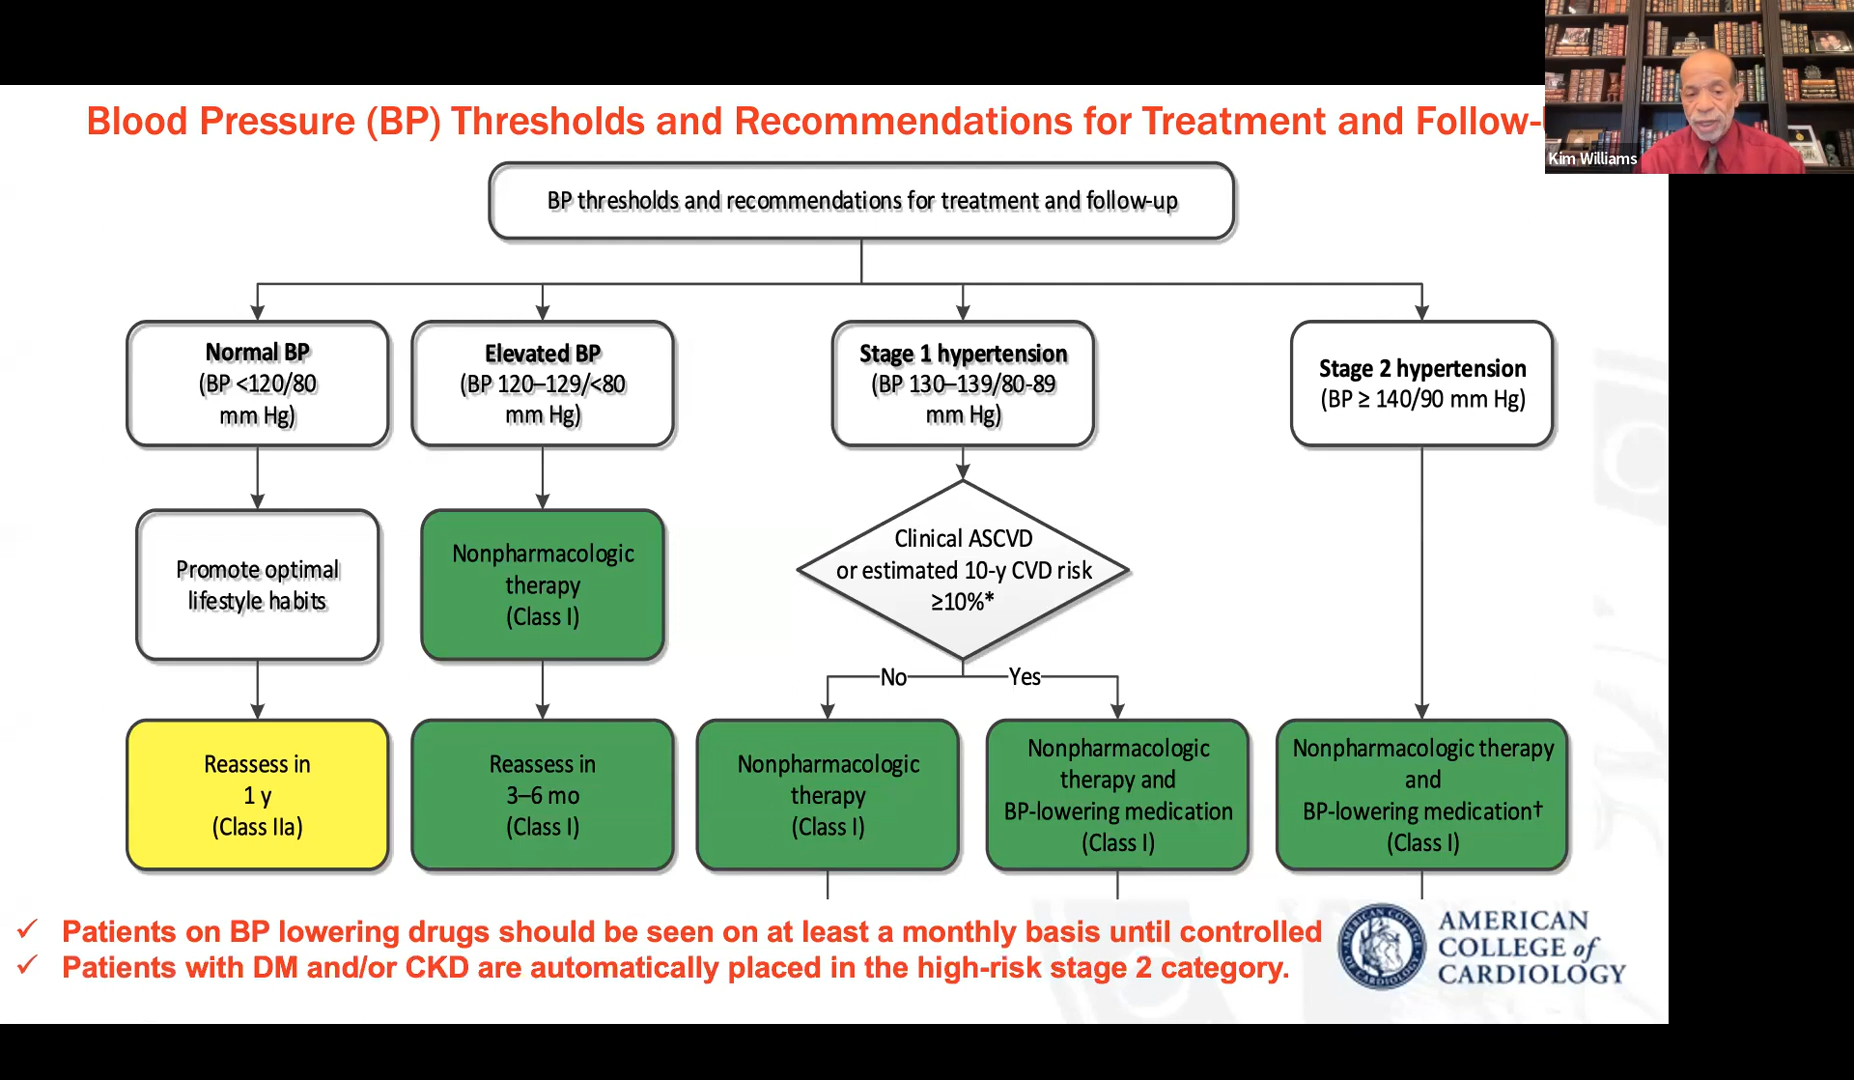 Blood Pressure (BP) Thresholds and Recommendations for Treatment and Follow-
Kim Williams
BP thresholds and recommendations for treatment and follow-up
Normal BP
(BP <120/80
mm Hg)
Elevated BP
(BP 120–129/<80
mm Hg)
Stage 1 hypertension
(BP 130–139/80-89
mm Hg)
Stage 2 hypertension
(BP ≥ 140/90 mm Hg)
Promote optimal
lifestyle habits
Nonpharmacologic
therapy
(Class I)
Clinical ASCVD
or estimated 10-y CVD risk
≥10%*
No
Yes
Reassess in
1 y
(Class IIa)
Reassess in
3–6 mo
(Class I)
Nonpharmacologic
therapy
(Class I)
Nonpharmacologic
therapy and
BP-lowering medication
(Class I)
Nonpharmacologic therapy
and
BP-lowering medication†
(Class I)
✓ Patients on BP lowering drugs should be seen on at least a monthly basis until controlled
✓ Patients with DM and/or CKD are automatically placed in the high-risk stage 2 category.
AMERICAN
COLLEGE of
CARDIOLOGY